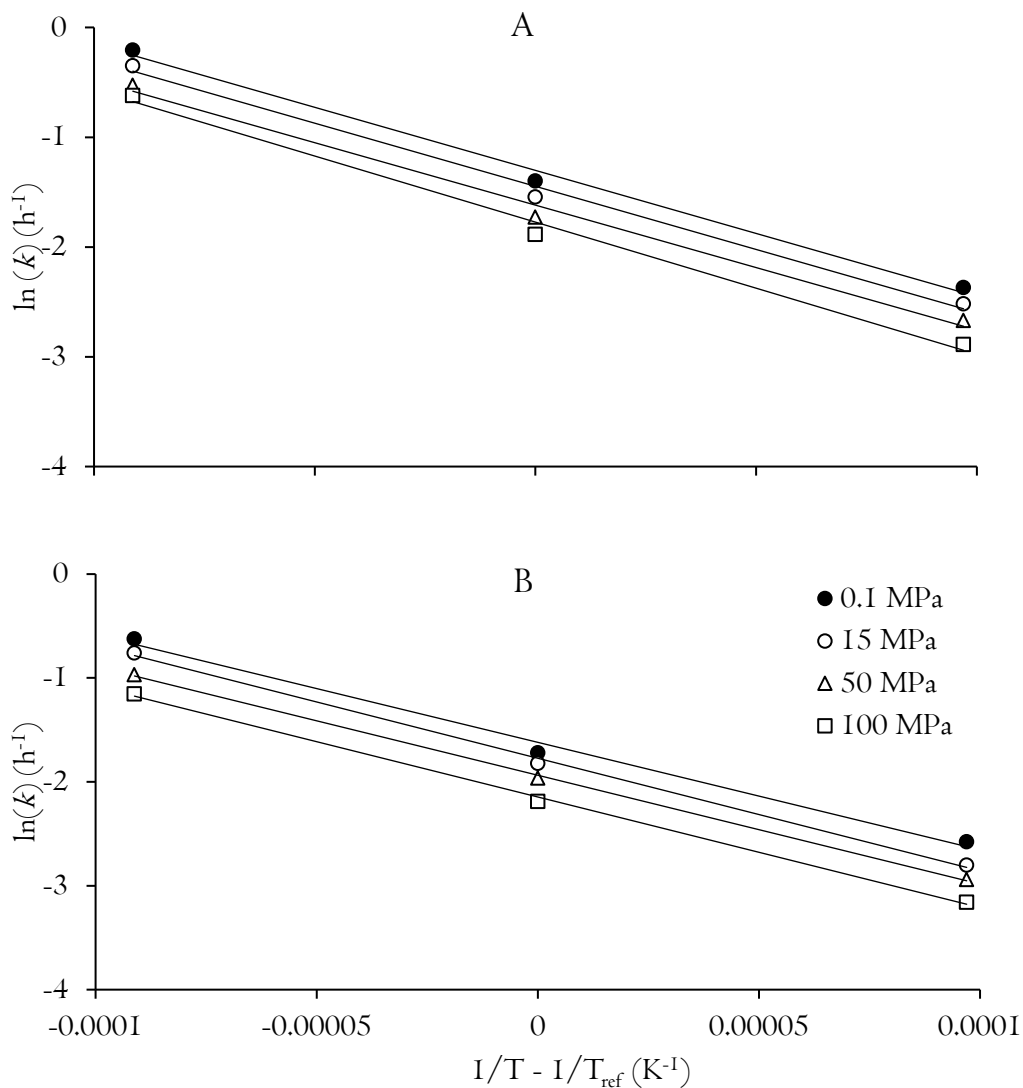 A
0
-1
-2
-3
-4
ln (k) (h-1)
B
0
-1
-2
-3
-4
ln(k) (h-1)
0.1 MPa
15 MPa
50 MPa
100 MPa
-0.0001 -0.00005 0 0.00005 0.0001
1/T - 1/Tref (K-1)